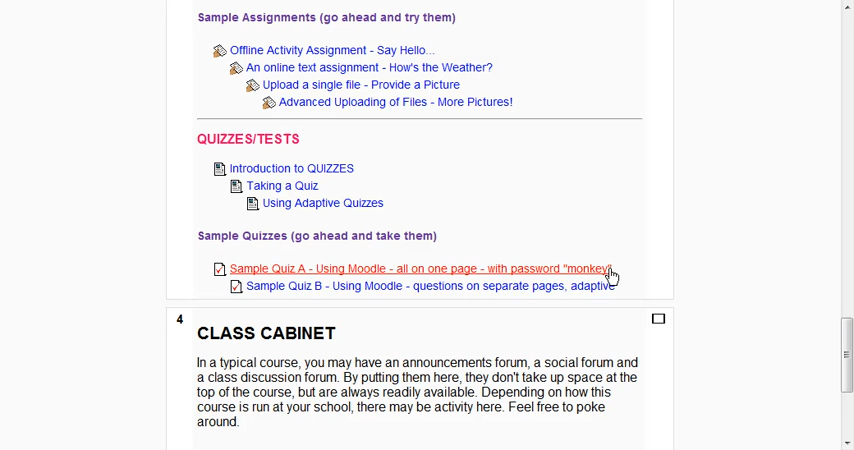 Sample Assignments (go ahead and try them)
Offline Activity Assignment - Say Hello...
An online text assignment - How's the Weather?
Upload a single file - Provide a Picture
Advanced Uploading of Files - More Pictures!
QUIZZES/TESTS
Introduction to QUIZZES
Taking a Quiz
Using Adaptive Quizzes
Sample Quizzes (go ahead and take them)
Sample Quiz A - Using Moodle - all on one page - with password "monkey"
Sample Quiz B - Using Moodle - questions on separate pages, adaptive
4
CLASS CABINET
In a typical course, you may have an announcements forum, a social forum and
a class discussion forum. By putting them here, they don't take up space at the
top of the course, but are always readily available. Depending on how this
course is run at your school, there may be activity here. Feel free to poke
around.